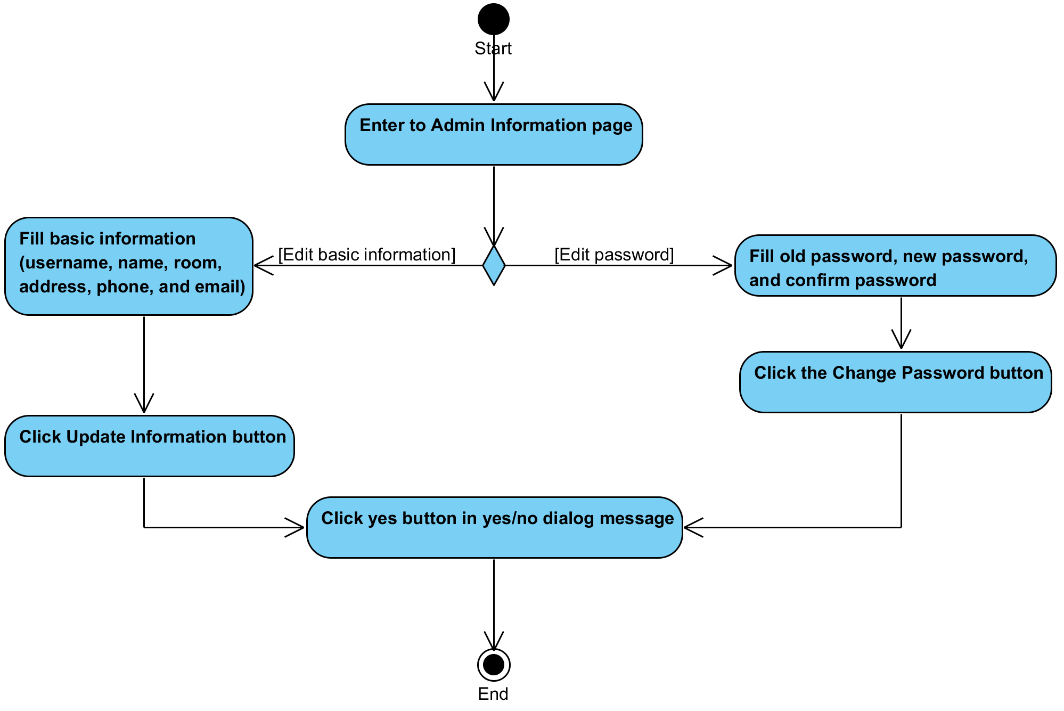 Start
Enter to Admin Information page
Fill basic information
(username, name, room,
address, phone, and email)
[Edit basic information]
[Edit password]
Fill old password, new password,
and confirm password
Click the Change Password button
Click Update Information button
Click yes button in yes/no dialog message
End